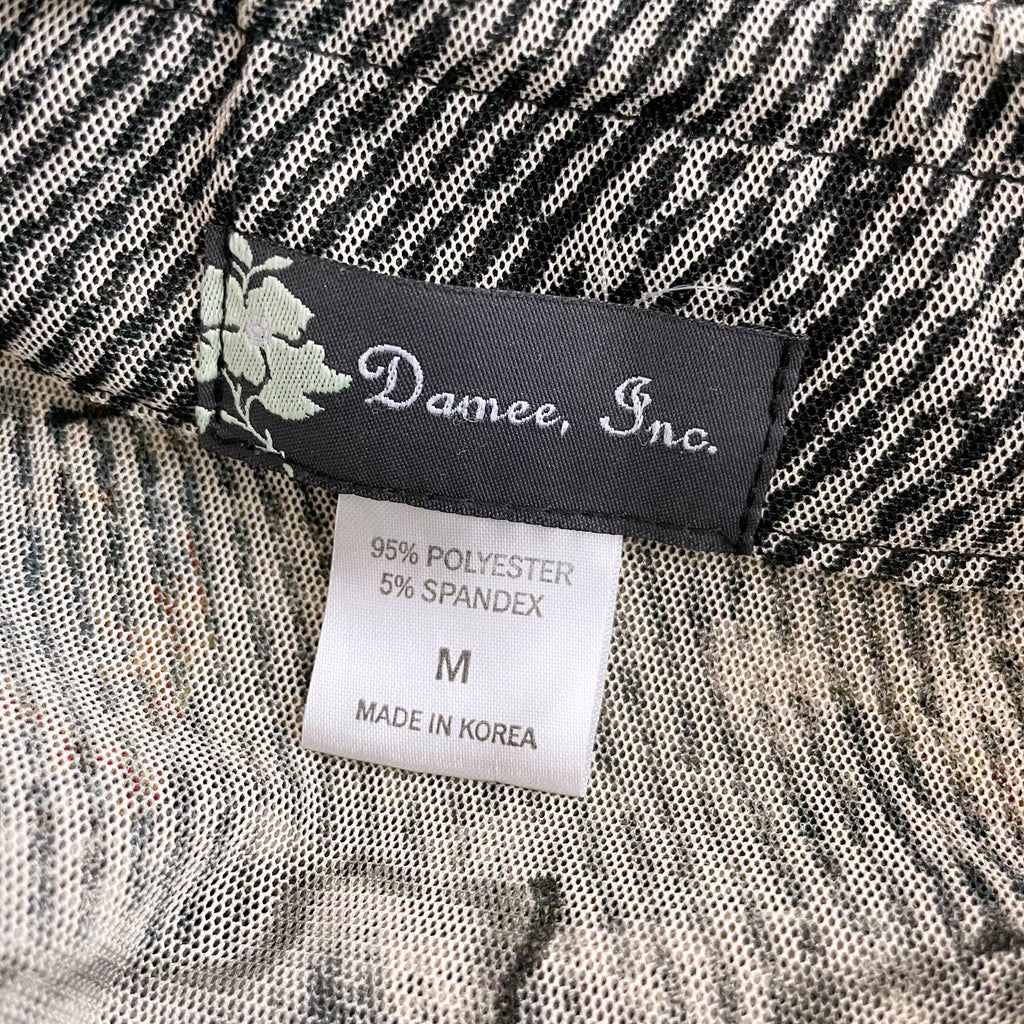 Damee, Inc.
95% POLYESTER
5% SPANDEX
M
MADE IN KOREA